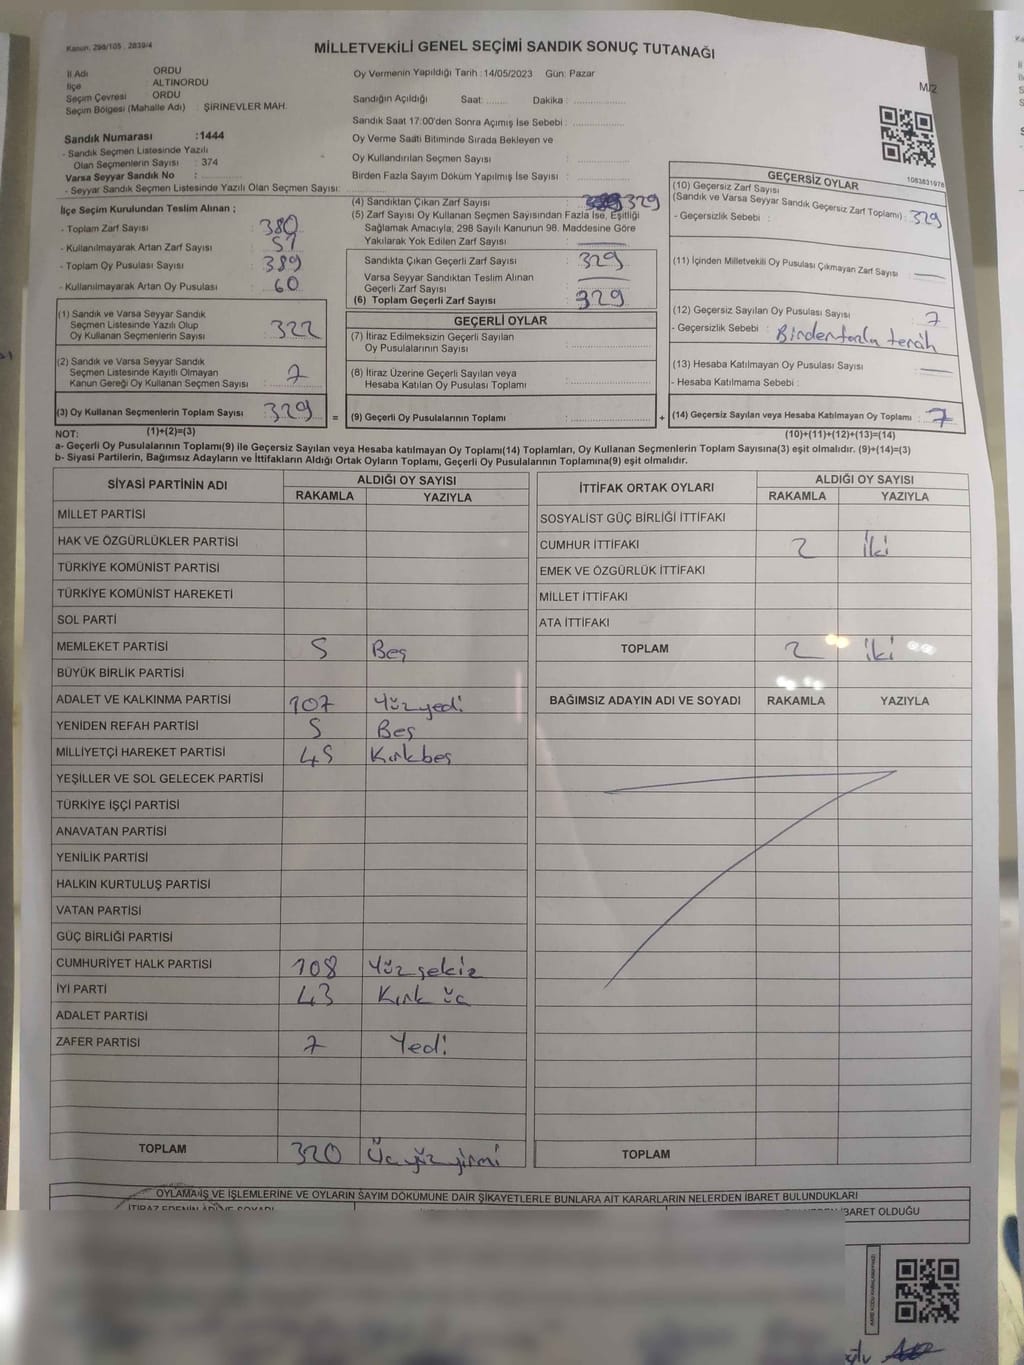 Kanun. 298/105 . 2839/4
MİLLETVEKİLİ GENEL SEÇİMİ SANDIK SONUÇ TUTANAĞI
M/2
İl Adı ORDU
İlçe ALTINORDU
Seçim Çevresi ORDU
Seçim Bölgesi (Mahalle Adı) : ŞİRİNEVLER MAH.
Sandık Numarası :1444
- Sandık Seçmen Listesinde Yazılı
Olan Seçmenlerin Sayısı : 374
Varsa Seyyar Sandık No :
- Seyyar Sandık Seçmen Listesinde Yazılı Olan Seçmen Sayısı:
Oy Vermenin Yapıldığı Tarih :14/05/2023 Gün: Pazar
Sandığın Açıldığı Saat: Dakika :
Sandık Saat 17:00'den Sonra Açımış İse Sebebi :
Oy Verme Saati Bitiminde Sırada Bekleyen ve
Oy Kullandırılan Seçmen Sayısı :
Birden Fazla Sayım Döküm Yapılmış İse Sayısı :
1083831978
İlçe Seçim Kurulundan Teslim Alınan ;
- Toplam Zarf Sayısı : 380
- Kullanılmayarak Artan Zarf Sayısı : 51
- Toplam Oy Pusulası Sayısı : 389
- Kullanılmayarak Artan Oy Pusulası : 60
(4) Sandıktan Çıkan Zarf Sayısı : 329
(5) Zarf Sayısı Oy Kullanan Seçmen Sayısından Fazla İse, Eşitliği
Sağlamak Amacıyla, 298 Sayılı Kanunun 98. Maddesine Göre
Yakılarak Yok Edilen Zarf Sayısı :
Sandıkta Çıkan Geçerli Zarf Sayısı : 329
Varsa Seyyar Sandıktan Teslim Alınan
Geçerli Zarf Sayısı :
(6) Toplam Geçerli Zarf Sayısı : 329
GEÇERSİZ OYLAR
(10) Geçersiz Zarf Sayısı
(Sandık ve Varsa Seyyar Sandık Geçersiz Zarf Toplamı) : 329
- Geçersizlik Sebebi :
(11) İçinden Milletvekili Oy Pusulası Çıkmayan Zarf Sayısı :
(12) Geçersiz Sayılan Oy Pusulası Sayısı : 7
- Geçersizlik Sebebi : Birden fazla tercih
(13) Hesaba Katılmayan Oy Pusulası Sayısı :
- Hesaba Katılmama Sebebi :
(14) Geçersiz Sayılan veya Hesaba Katılmayan Oy Toplamı : 7
(10)+(11)+(12)+(13)=(14)
(1) Sandık ve Varsa Seyyar Sandık
Seçmen Listesinde Yazılı Olup
Oy Kullanan Seçmenlerin Sayısı : 322
(2) Sandık ve Varsa Seyyar Sandık
Seçmen Listesinde Kayıtlı Olmayan
Kanun Gereği Oy Kullanan Seçmen Sayısı : 7
(3) Oy Kullanan Seçmenlerin Toplam Sayısı : 329 =
(1)+(2)=(3)
GEÇERLİ OYLAR
(7) İtiraz Edilmeksizin Geçerli Sayılan
Oy Pusulalarının Sayısı :
(8) İtiraz Üzerine Geçerli Sayılan veya
Hesaba Katılan Oy Pusulası Toplamı :
(9) Geçerli Oy Pusulalarının Toplamı : +
NOT:
a- Geçerli Oy Pusulalarının Toplamı(9) ile Geçersiz Sayılan veya Hesaba katılmayan Oy Toplamı(14) Toplamları, Oy Kullanan Seçmenlerin Toplam Sayısına(3) eşit olmalıdır. (9)+(14)=(3)
b- Siyasi Partilerin, Bağımsız Adayların ve İttifakların Aldığı Ortak Oyların Toplamı, Geçerli Oy Pusulalarının Toplamına(9) eşit olmalıdır.
SİYASİ PARTİNİN ADI ALDIĞI OY SAYISI
RAKAMLA YAZIYLA
MİLLET PARTİSİ
HAK VE ÖZGÜRLÜKLER PARTİSİ
TÜRKİYE KOMÜNİST PARTİSİ
TÜRKİYE KOMÜNİST HAREKETİ
SOL PARTİ
MEMLEKET PARTİSİ 5 Beş
BÜYÜK BİRLİK PARTİSİ
ADALET VE KALKINMA PARTİSİ 107 Yüzyedi
YENİDEN REFAH PARTİSİ 5 Beş
MİLLİYETÇİ HAREKET PARTİSİ 45 Kırkbeş
YEŞİLLER VE SOL GELECEK PARTİSİ
TÜRKİYE İŞÇİ PARTİSİ
ANAVATAN PARTİSİ
YENİLİK PARTİSİ
HALKIN KURTULUŞ PARTİSİ
VATAN PARTİSİ
GÜÇ BİRLİĞİ PARTİSİ
CUMHURİYET HALK PARTİSİ 108 Yüzsekiz
İYİ PARTİ 43 Kırk üç
ADALET PARTİSİ
ZAFER PARTİSİ 7 Yedi
TOPLAM 320 Üçyüzyirmi
İTTİFAK ORTAK OYLARI ALDIĞI OY SAYISI
RAKAMLA YAZIYLA
SOSYALİST GÜÇ BİRLİĞİ İTTİFAKI
CUMHUR İTTİFAKI 2 İki
EMEK VE ÖZGÜRLÜK İTTİFAKI
MİLLET İTTİFAKI
ATA İTTİFAKI
TOPLAM 2 iki
BAĞIMSIZ ADAYIN ADI VE SOYADI RAKAMLA YAZIYLA
TOPLAM
OYLAMA İŞ VE İŞLEMLERİNE VE OYLARIN SAYIM DÖKÜMÜNE DAİR ŞİKAYETLERLE BUNLARA AİT KARARLARIN NELERDEN İBARET BULUNDUKLARI
İBARET OLDUĞU